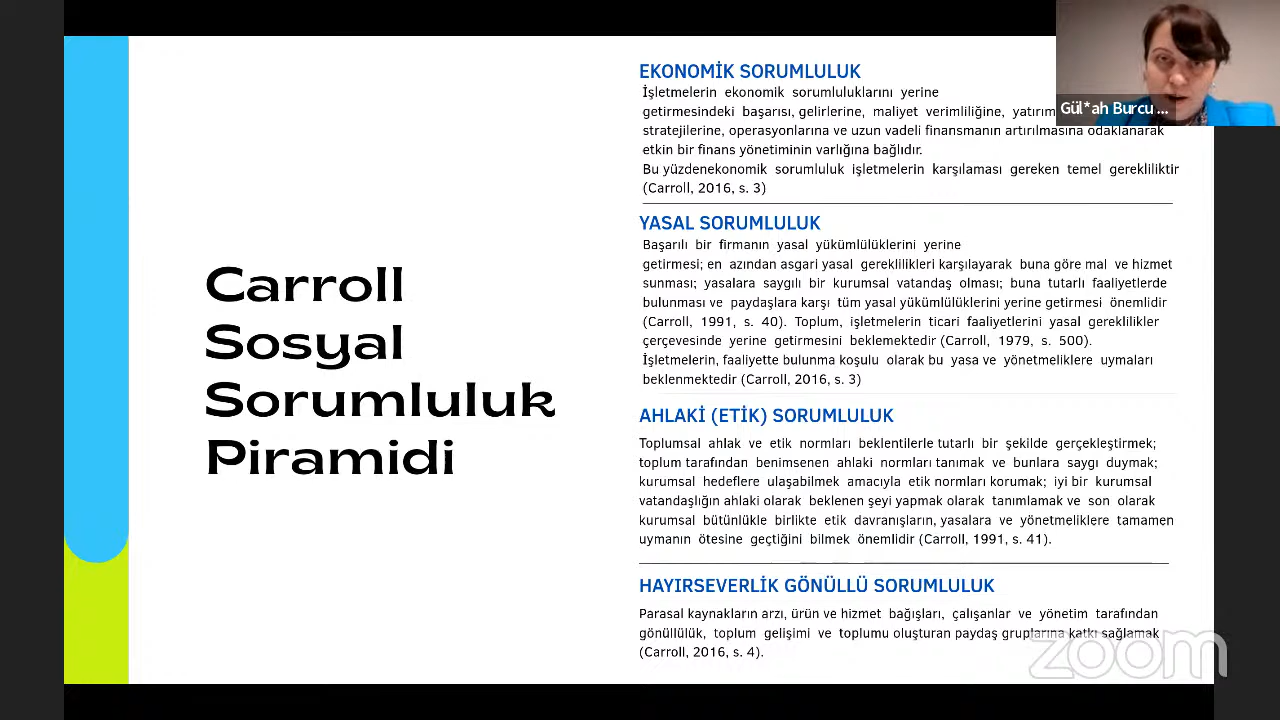 Carroll
Sosyal
Sorumluluk
Piramidi
EKONOMİK SORUMLULUK
İşletmelerin ekonomik sorumluluklarını yerine
getirmesindeki başarısı, gelirlerine, maliyet verimliliğine, yatırım
stratejilerine, operasyonlarına ve uzun vadeli finansmanın artırılmasına odaklanarak
etkin bir finans yönetiminin varlığına bağlıdır.
Bu yüzdenekonomik sorumluluk işletmelerin karşılaması gereken temel gerekliliktir
(Carroll, 2016, s. 3)
YASAL SORUMLULUK
Başarılı bir firmanın yasal yükümlülüklerini yerine
getirmesi; en azından asgari yasal gereklilikleri karşılayarak buna göre mal ve hizmet
sunması; yasalara saygılı bir kurumsal vatandaş olması; buna tutarlı faaliyetlerde
bulunması ve paydaşlara karşı tüm yasal yükümlülüklerini yerine getirmesi önemlidir
(Carroll, 1991, s. 40). Toplum, işletmelerin ticari faaliyetlerini yasal gereklilikler
çerçevesinde yerine getirmesini beklemektedir (Carroll, 1979, s. 500).
İşletmelerin, faaliyette bulunma koşulu olarak bu yasa ve yönetmeliklere uymaları
beklenmektedir (Carroll, 2016, s. 3)
AHLAKİ (ETİK) SORUMLULUK
Toplumsal ahlak ve etik normları beklentilerle tutarlı bir şekilde gerçekleştirmek;
toplum tarafından benimsenen ahlaki normları tanımak ve bunlara saygı duymak;
kurumsal hedeflere ulaşabilmek amacıyla etik normları korumak; iyi bir kurumsal
vatandaşlığın ahlaki olarak beklenen şeyi yapmak olarak tanımlamak ve son olarak
kurumsal bütünlükle birlikte etik davranışların, yasalara ve yönetmeliklere tamamen
uymanın ötesine geçtiğini bilmek önemlidir (Carroll, 1991, s. 41).
HAYIRSEVERLİK GÖNÜLLÜ SORUMLULUK
Parasal kaynakların arzı, ürün ve hizmet bağışları, çalışanlar ve yönetim tarafından
gönüllülük, toplum gelişimi ve toplumu oluşturan paydaş gruplarına katkı sağlamak
(Carroll, 2016, s. 4).
Gül*ah Burcu ...
zoom